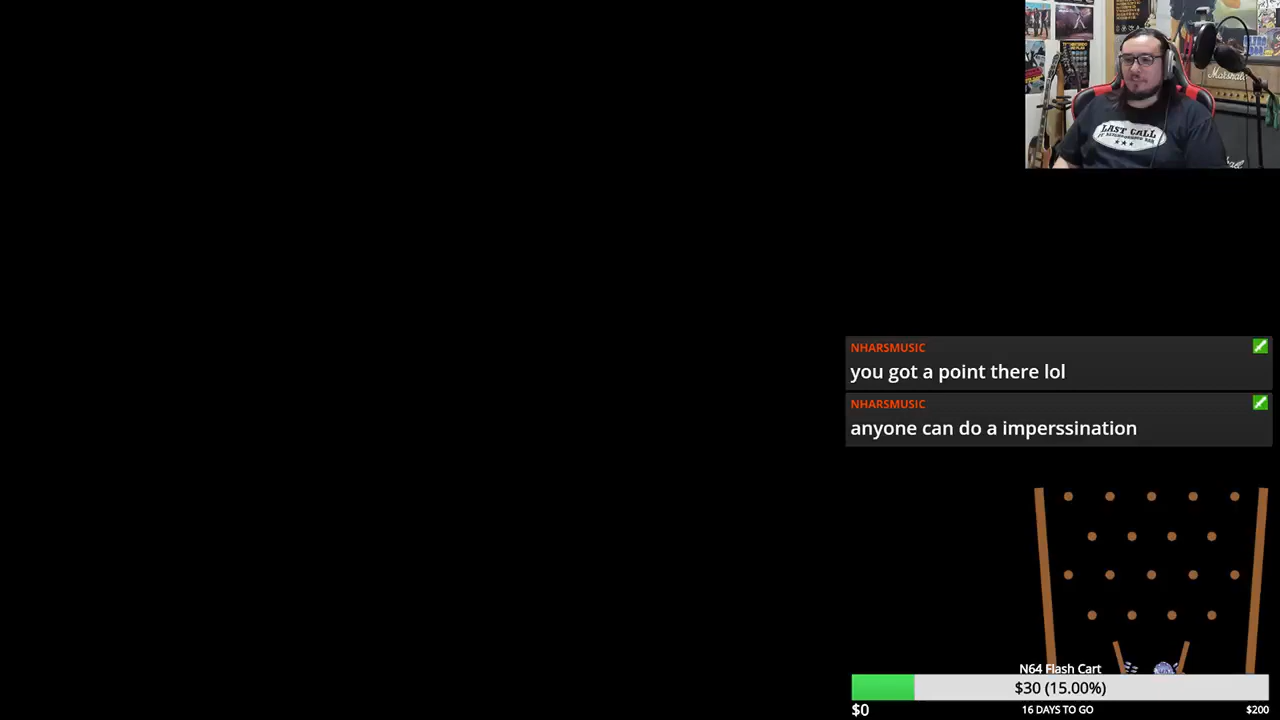 Marshall
LAST CALL
NHARSMUSIC
you got a point there lol
NHARSMUSIC
anyone can do a imperssination
N64 Flash Cart
$30 (15.00%)
$0
16 DAYS TO GO
$200